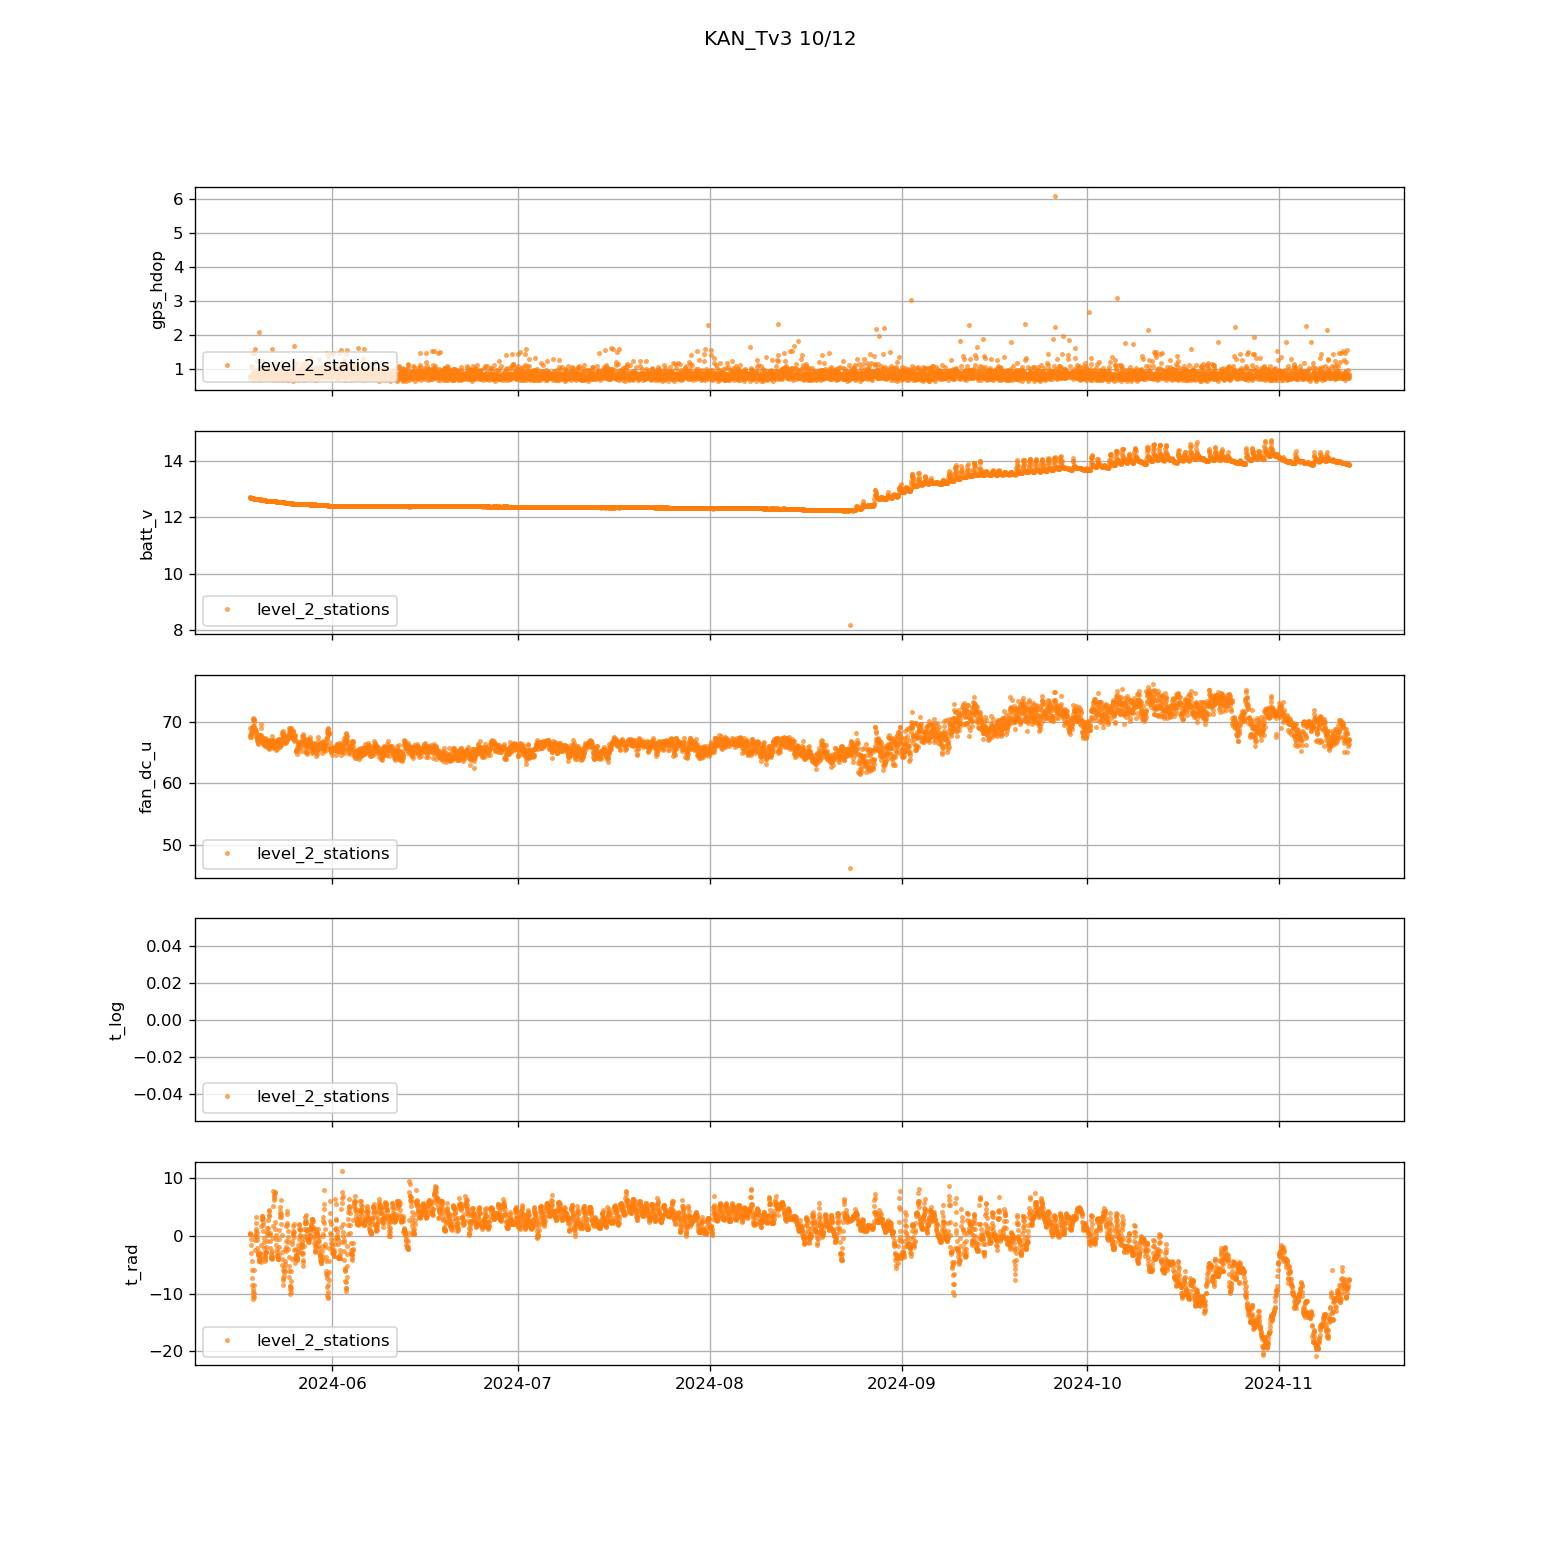 KAN_Tv3 10/12
6
5
4
3
2
1
gps_hdop
level_2_stations
14
12
10
8
batt_v
level_2_stations
70
60
50
fan_dc_u
level_2_stations
0.04
0.02
0.00
−0.02
−0.04
t_log
level_2_stations
10
0
−10
−20
t_rad
level_2_stations
2024-06 2024-07 2024-08 2024-09 2024-10 2024-11